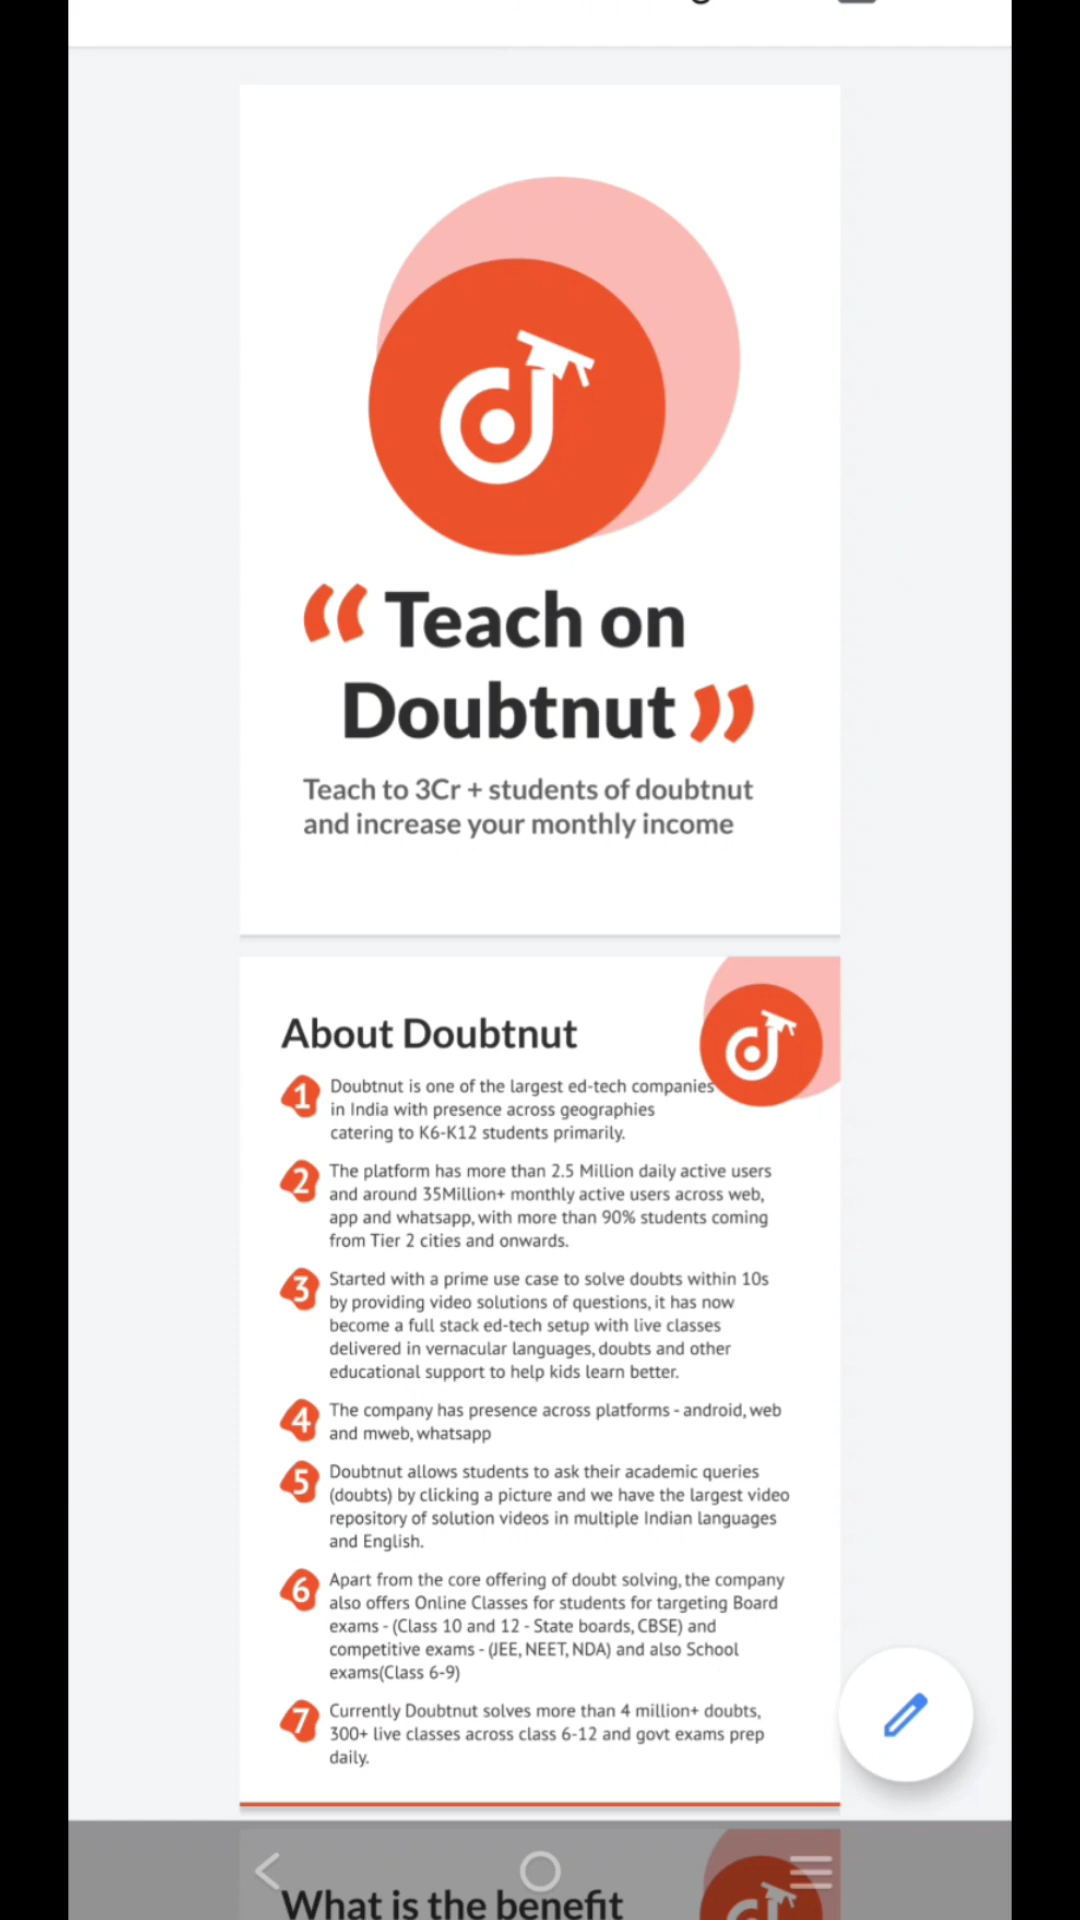 “ Teach on
Doubtnut ”
Teach to 3Cr + students of doubtnut
and increase your monthly income
About Doubtnut
1 Doubtnut is one of the largest ed-tech companies
in India with presence across geographies
catering to K6-K12 students primarily.
2 The platform has more than 2.5 Million daily active users
and around 35Million+ monthly active users across web,
app and whatsapp, with more than 90% students coming
from Tier 2 cities and onwards.
3 Started with a prime use case to solve doubts within 10s
by providing video solutions of questions, it has now
become a full stack ed-tech setup with live classes
delivered in vernacular languages, doubts and other
educational support to help kids learn better.
4 The company has presence across platforms - android, web
and mweb, whatsapp
5 Doubtnut allows students to ask their academic queries
(doubts) by clicking a picture and we have the largest video
repository of solution videos in multiple Indian languages
and English.
6 Apart from the core offering of doubt solving, the company
also offers Online Classes for students for targeting Board
exams - (Class 10 and 12 - State boards, CBSE) and
competitive exams - (JEE, NEET, NDA) and also School
exams(Class 6-9)
7 Currently Doubtnut solves more than 4 million+ doubts,
300+ live classes across class 6-12 and govt exams prep
daily.
What is the benefit